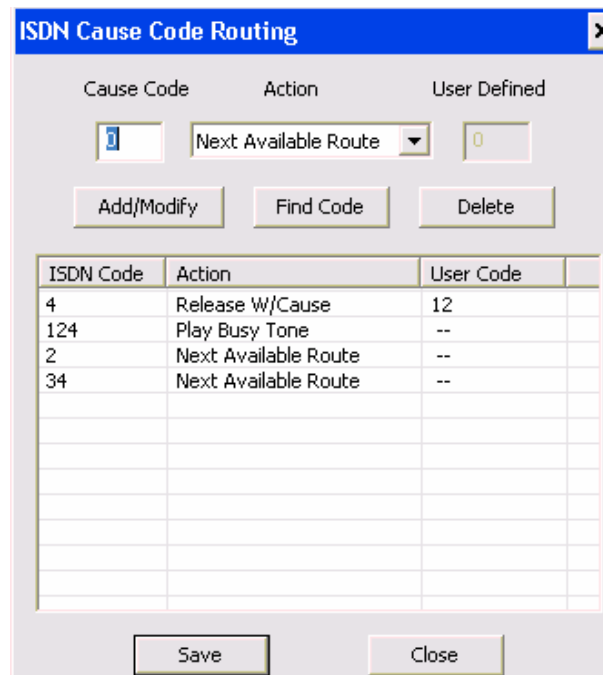 ISDN Cause Code Routing
Cause Code Action User Defined
0 Next Available Route 0
Add/Modify Find Code Delete
ISDN Code Action User Code
4 Release W/Cause 12
124 Play Busy Tone --
2 Next Available Route --
34 Next Available Route --
Save Close